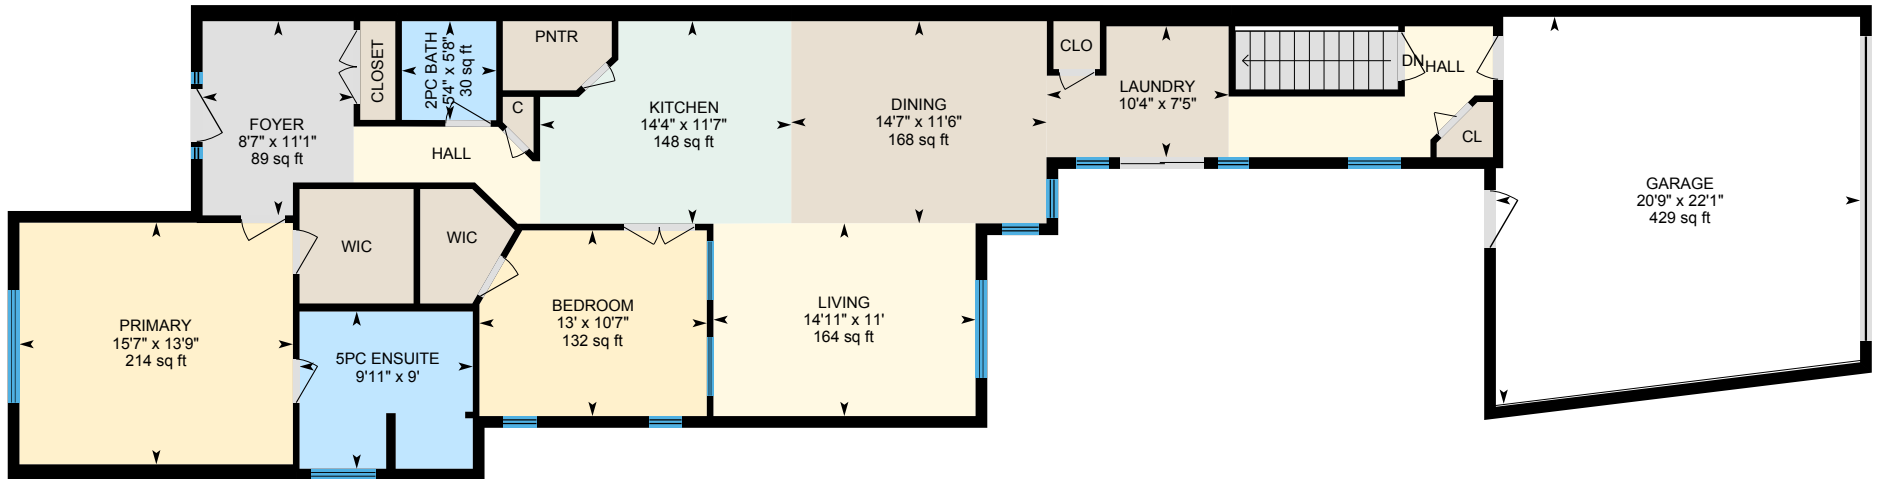 FOYER
8'7" x 11'1"
89 sq ft
CLOSET
2PC BATH
5'4" x 5'8"
30 sq ft
PNTR
C
HALL
KITCHEN
14'4" x 11'7"
148 sq ft
DINING
14'7" x 11'6"
168 sq ft
CLO
LAUNDRY
10'4" x 7'5"
DN
HALL
CL
GARAGE
20'9" x 22'1"
429 sq ft
PRIMARY
15'7" x 13'9"
214 sq ft
WIC
WIC
5PC ENSUITE
9'11" x 9'
BEDROOM
13' x 10'7"
132 sq ft
LIVING
14'11" x 11'
164 sq ft